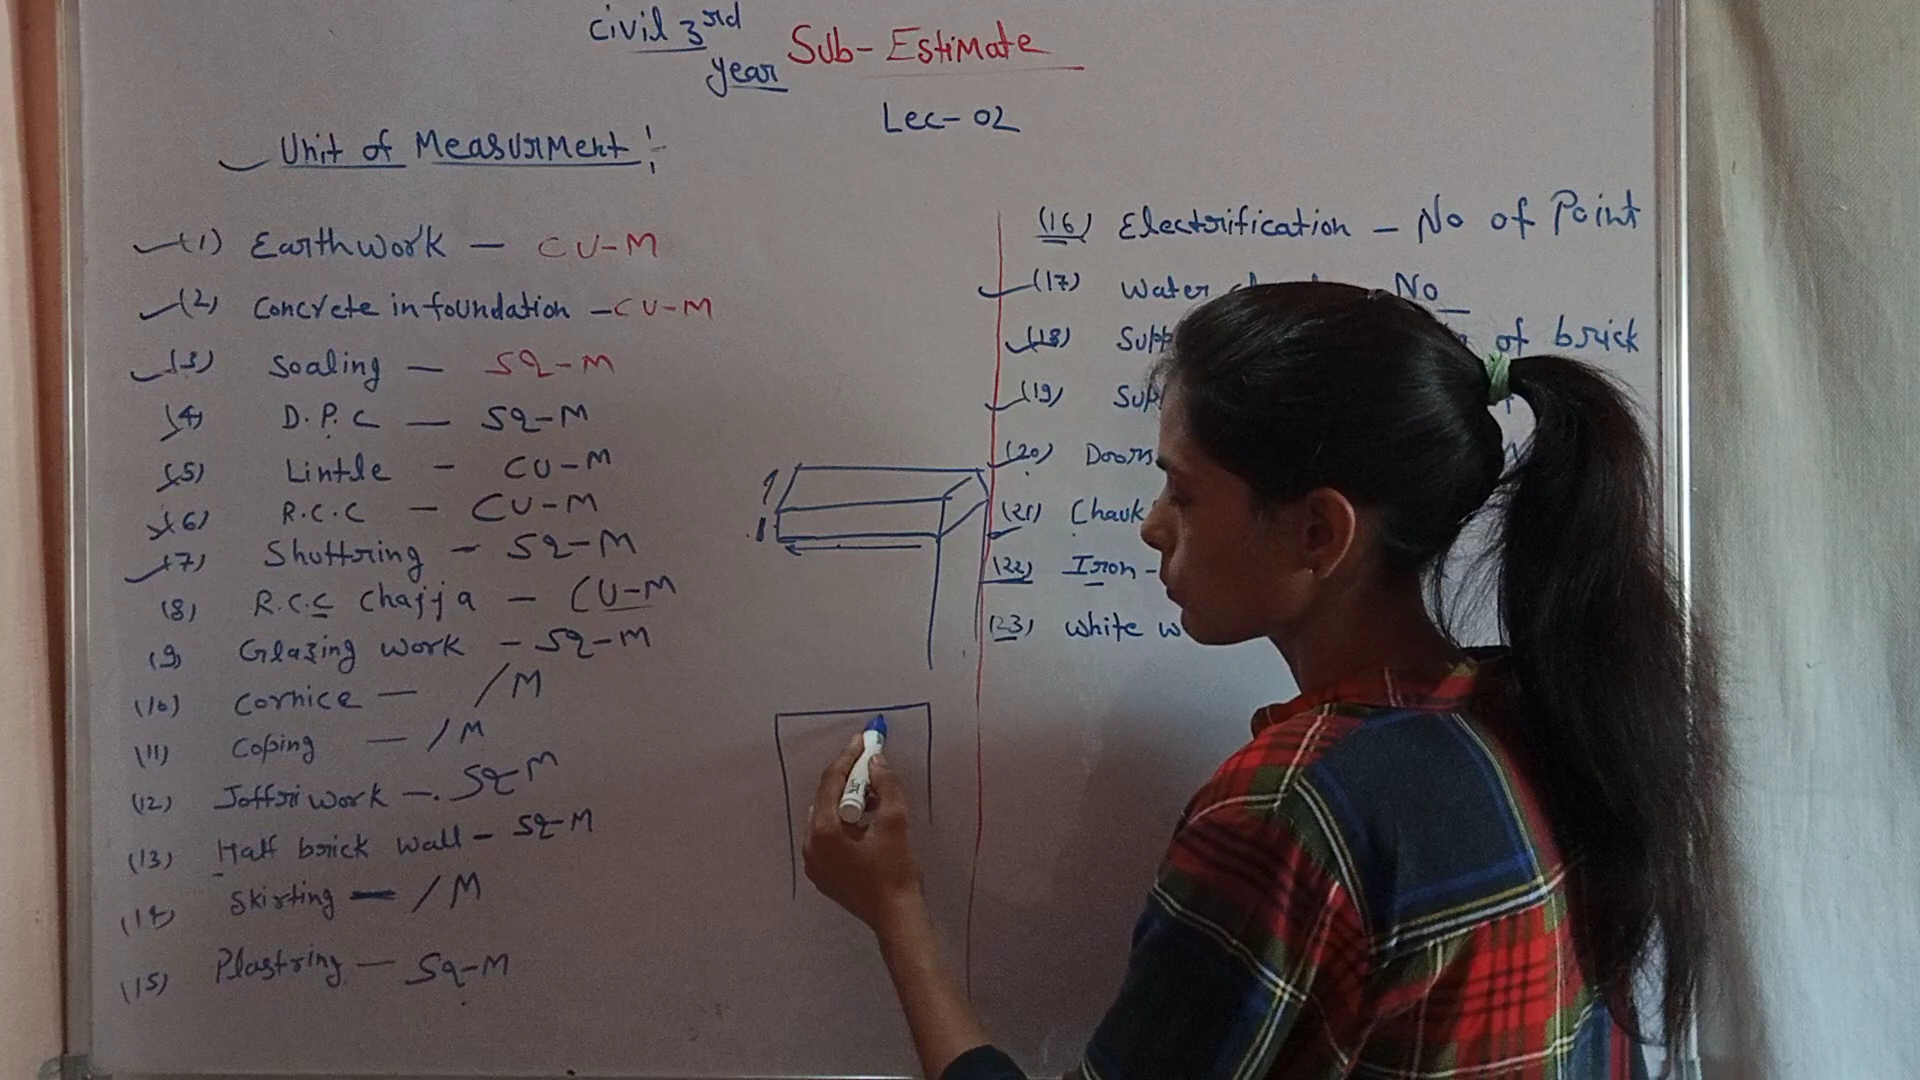 Civil 3rd year
Sub- Estimate
Lec- 02
Unit of Measurment :-
(1) Earthwork — CU-M
(2) Concrete in foundation — CU-M
(3) Soaling — SQ-M
(4) D.P.C — SQ-M
(5) Lintle - CU-M
(6) R.C.C - CU-M
(7) Shuttring - SQ-M
(8) R.C.C Chajja - CU-M
(9) Glazing work - SQ-M
(10) Cornice — /M
(11) Coping — /M
(12) Joffri work - SQ M
(13) Half brick wall - SQ-M
(14) Skirting — /M
(15) Plastring — SQ-M
(16) Electrification - No of Point
(17) Water No
(18) of brick
(19)
(20) Doors
(21)
(22) Iron -
(23) White